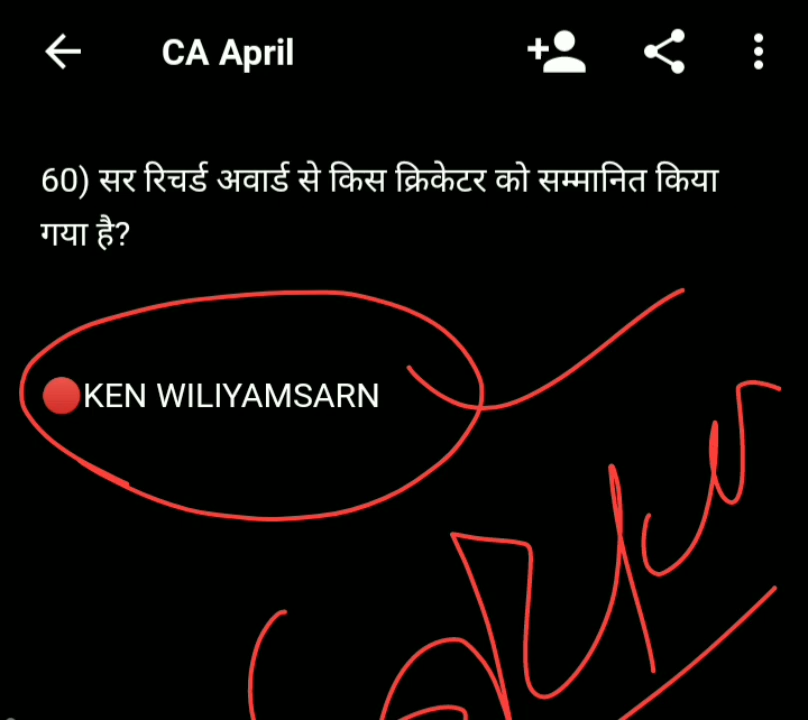 CA April
60) सर रिचर्ड अवार्ड से किस क्रिकेटर को सम्मानित किया
गया है?
KEN WILIYAMSARN